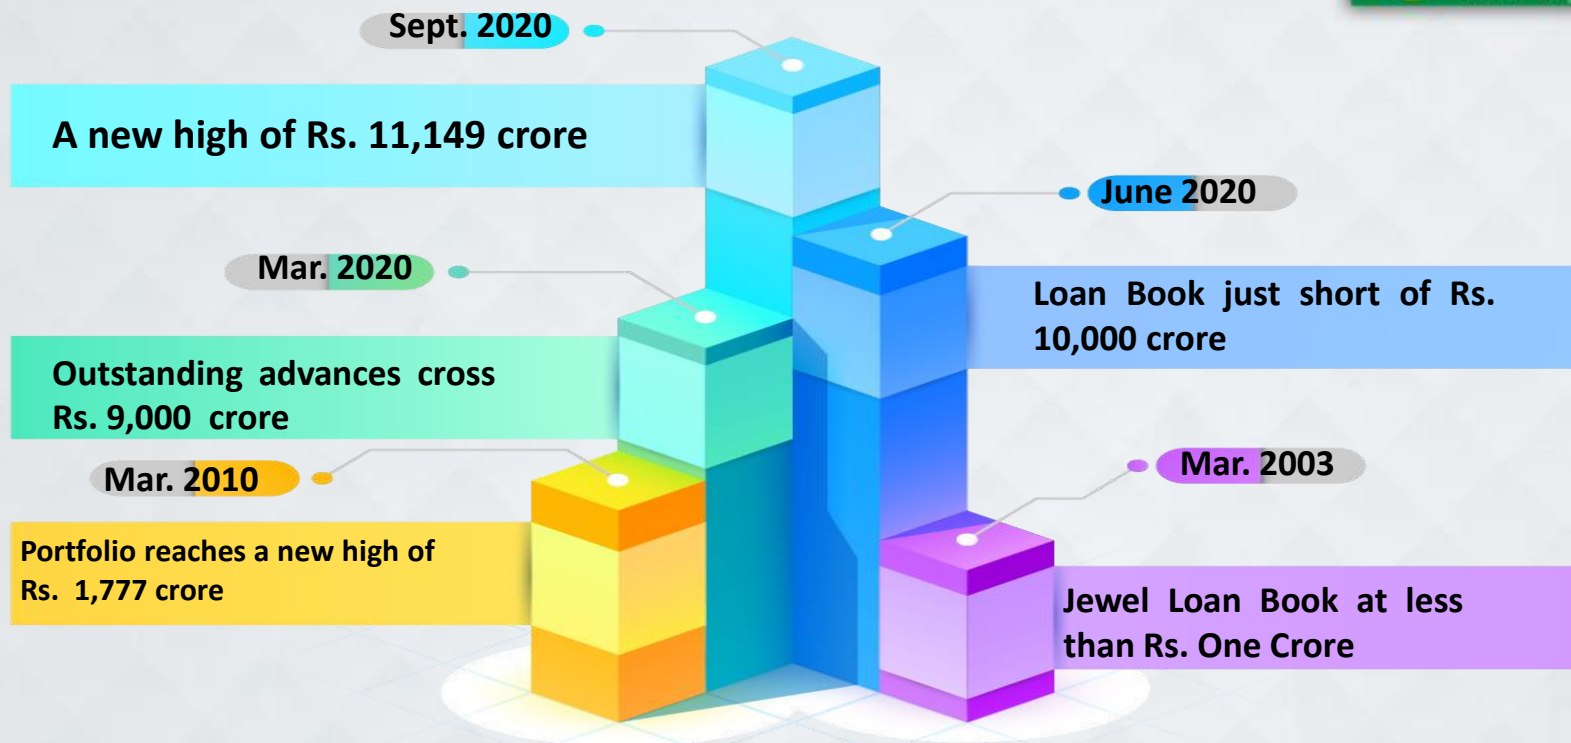 Sept. 2020
A new high of Rs. 11,149 crore
June 2020
Loan Book just short of Rs.
10,000 crore
Mar. 2020
Outstanding advances cross
Rs. 9,000 crore
Mar. 2010
Portfolio reaches a new high of
Rs. 1,777 crore
Mar. 2003
Jewel Loan Book at less
than Rs. One Crore